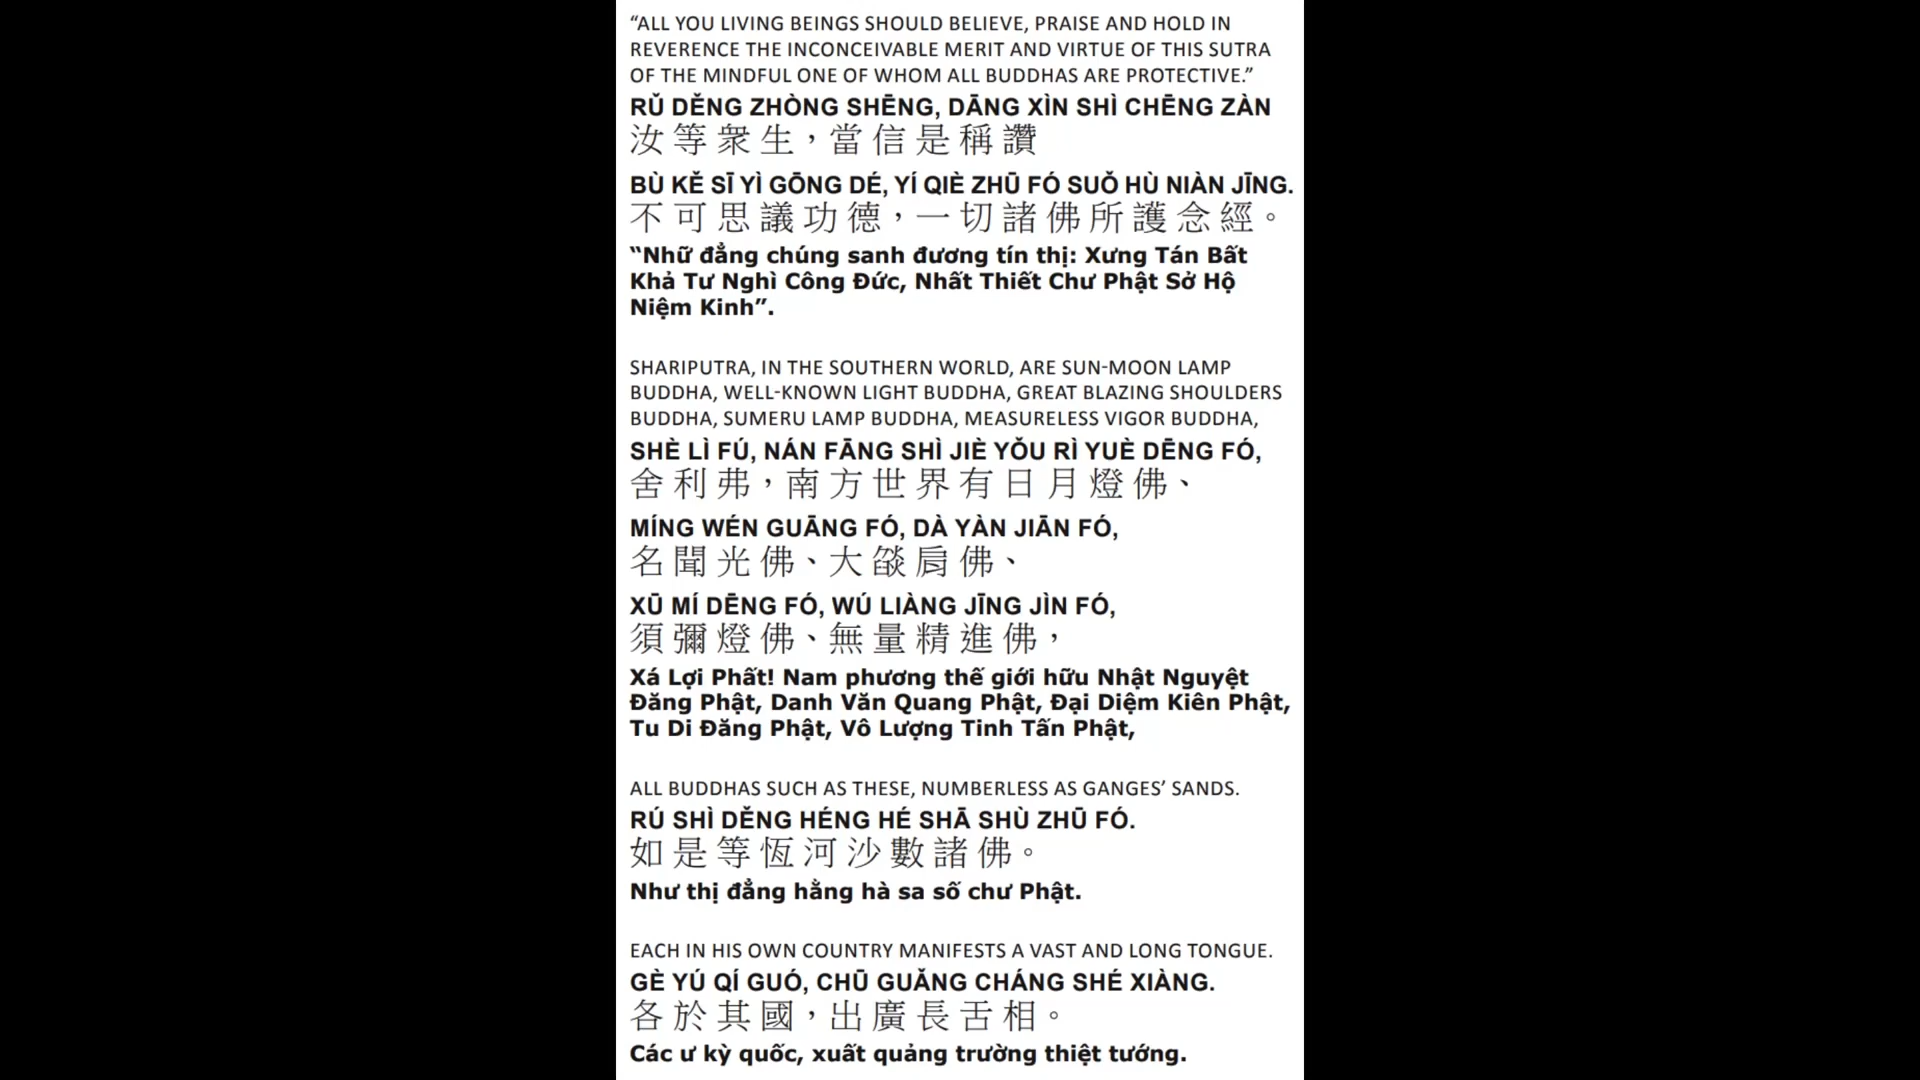 “ALL YOU LIVING BEINGS SHOULD BELIEVE, PRAISE AND HOLD IN
REVERENCE THE INCONCEIVABLE MERIT AND VIRTUE OF THIS SUTRA
OF THE MINDFUL ONE OF WHOM ALL BUDDHAS ARE PROTECTIVE.”
RǓ DĚNG ZHÒNG SHĒNG, DĀNG XÌN SHÌ CHĒNG ZÀN
汝等衆生，當信是稱讚
BÙ KĚ SĪ YÌ GŌNG DÉ, YÍ QIÈ ZHŪ FÓ SUǑ HÙ NIÀN JĪNG.
不可思議功德，一切諸佛所護念經。
“Nhữ đẳng chúng sanh đương tín thị: Xưng Tán Bất
Khả Tư Nghì Công Đức, Nhất Thiết Chư Phật Sở Hộ
Niệm Kinh”.
SHARIPUTRA, IN THE SOUTHERN WORLD, ARE SUN-MOON LAMP
BUDDHA, WELL-KNOWN LIGHT BUDDHA, GREAT BLAZING SHOULDERS
BUDDHA, SUMERU LAMP BUDDHA, MEASURELESS VIGOR BUDDHA,
SHÈ LÌ FÚ, NÁN FĀNG SHÌ JIÈ YǑU RÌ YUÈ DĒNG FÓ,
舍利弗，南方世界有日月燈佛、
MÍNG WÉN GUĀNG FÓ, DÀ YÀN JIĀN FÓ,
名聞光佛、大燄肩佛、
XŪ MÍ DĒNG FÓ, WÚ LIÀNG JĪNG JÌN FÓ,
須彌燈佛、無量精進佛，
Xá Lợi Phất! Nam phương thế giới hữu Nhật Nguyệt
Đăng Phật, Danh Văn Quang Phật, Đại Diệm Kiên Phật,
Tu Di Đăng Phật, Vô Lượng Tinh Tấn Phật,
ALL BUDDHAS SUCH AS THESE, NUMBERLESS AS GANGES’ SANDS.
RÚ SHÌ DĚNG HÉNG HÉ SHĀ SHÙ ZHŪ FÓ.
如是等恆河沙數諸佛。
Như thị đẳng hằng hà sa số chư Phật.
EACH IN HIS OWN COUNTRY MANIFESTS A VAST AND LONG TONGUE.
GÈ YÚ QÍ GUÓ, CHŪ GUǍNG CHÁNG SHÉ XIÀNG.
各於其國，出廣長舌相。
Các ư kỳ quốc, xuất quảng trường thiệt tướng.